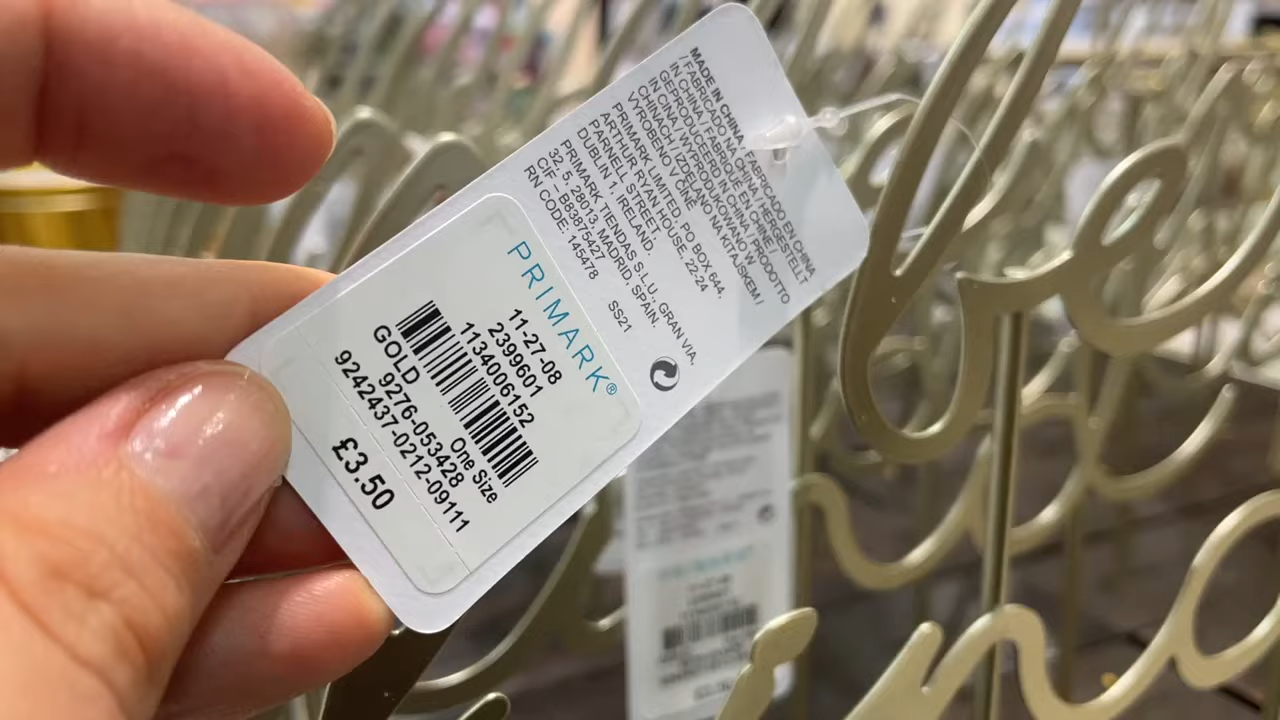 MADE IN CHINA / FABRICADO EN CHINA
/ FABRICADO NA CHINA / HERGESTELLT
IN CHINA / FABRIQUÉ EN CHINE /
GEPRODUCEERD IN CHINA / PRODOTTO
IN CINA / WYPRODUKOWANO W
CHINACH / IZDELANO NA KITAJSKEM /
VYROBENO V ČÍNĚ
PRIMARK LIMITED, PC BOX 644,
ARTHUR RYAN HOUSE, 22-24
PARNELL STREET,
DUBLIN 1. IRELAND.
PRIMARK TIENDAS S.L.U., GRAN VIA,
32, 5, 28013, MADRID, SPAIN.
CIF – B83875427
RN CODE: 145478 SS21
PRIMARK®
11-27-08
2399601
1134006152
GOLD One Size
9276-053428
9242437-0212-09111
£3.50
be